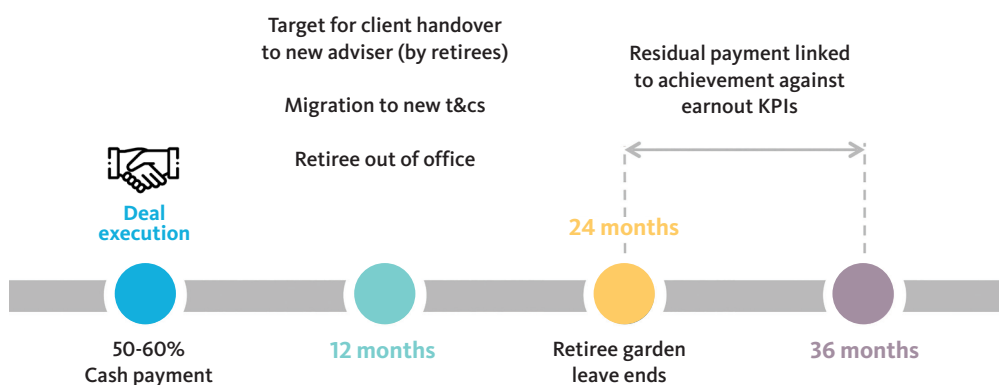 Target for client handover
to new adviser (by retirees)
Migration to new t&cs
Retiree out of office
Residual payment linked
to achievement against
earnout KPIs
Deal
execution
24 months
50-60%
Cash payment
12 months
Retiree garden
leave ends
36 months